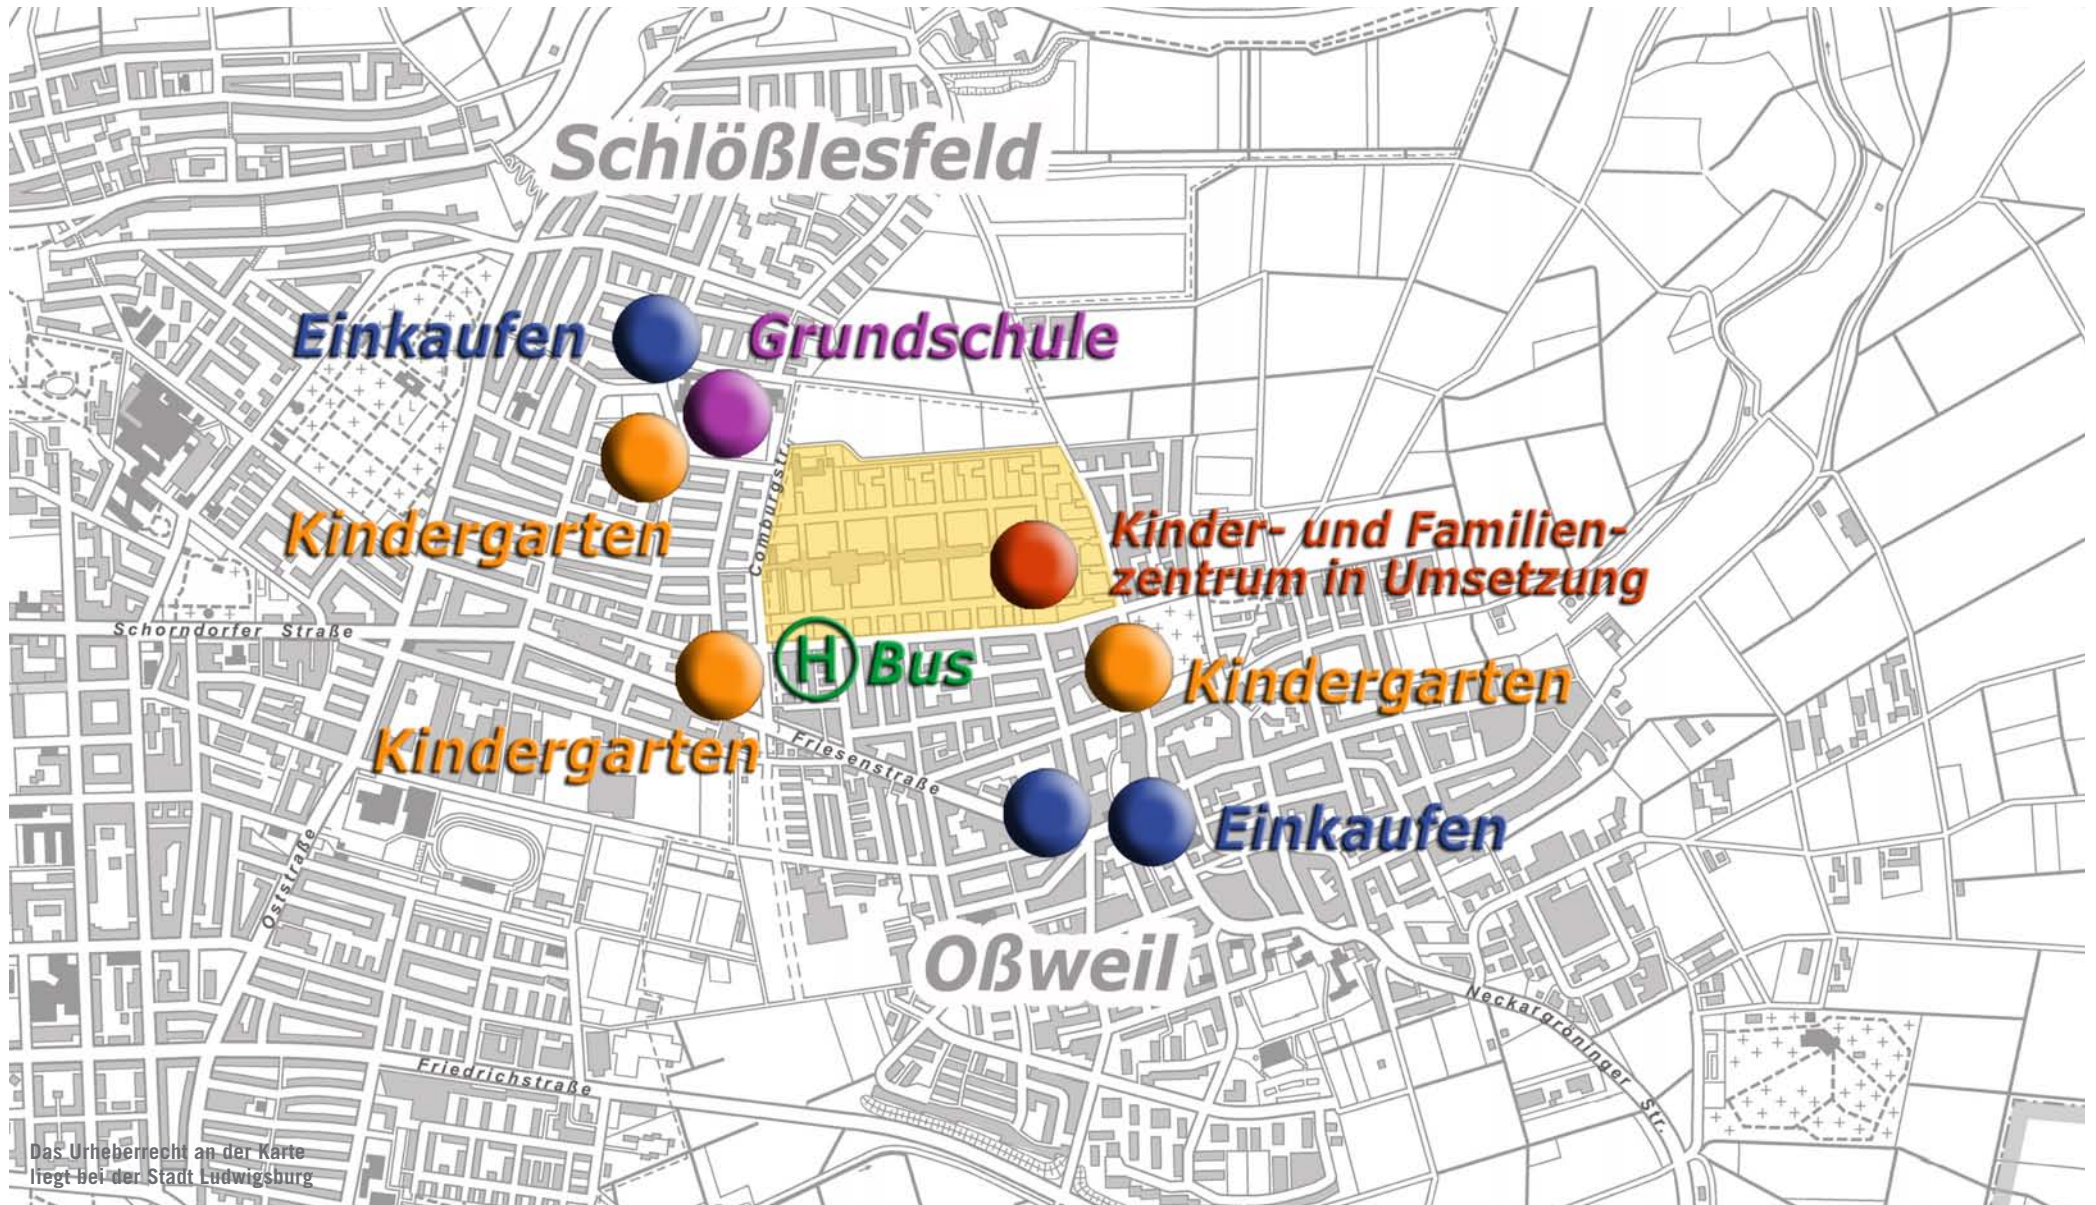 Schlößlesfeld
Einkaufen
Grundschule
Kindergarten
Comburgstr.
Kinder- und Familien-
zentrum in Umsetzung
Schorndorfer Straße
H Bus
Kindergarten
Kindergarten
Friesenstraße
Einkaufen
Oststraße
Oßweil
Neckargröninger Str.
Friedrichstraße
Das Urheberrecht an der Karte
liegt bei der Stadt Ludwigsburg